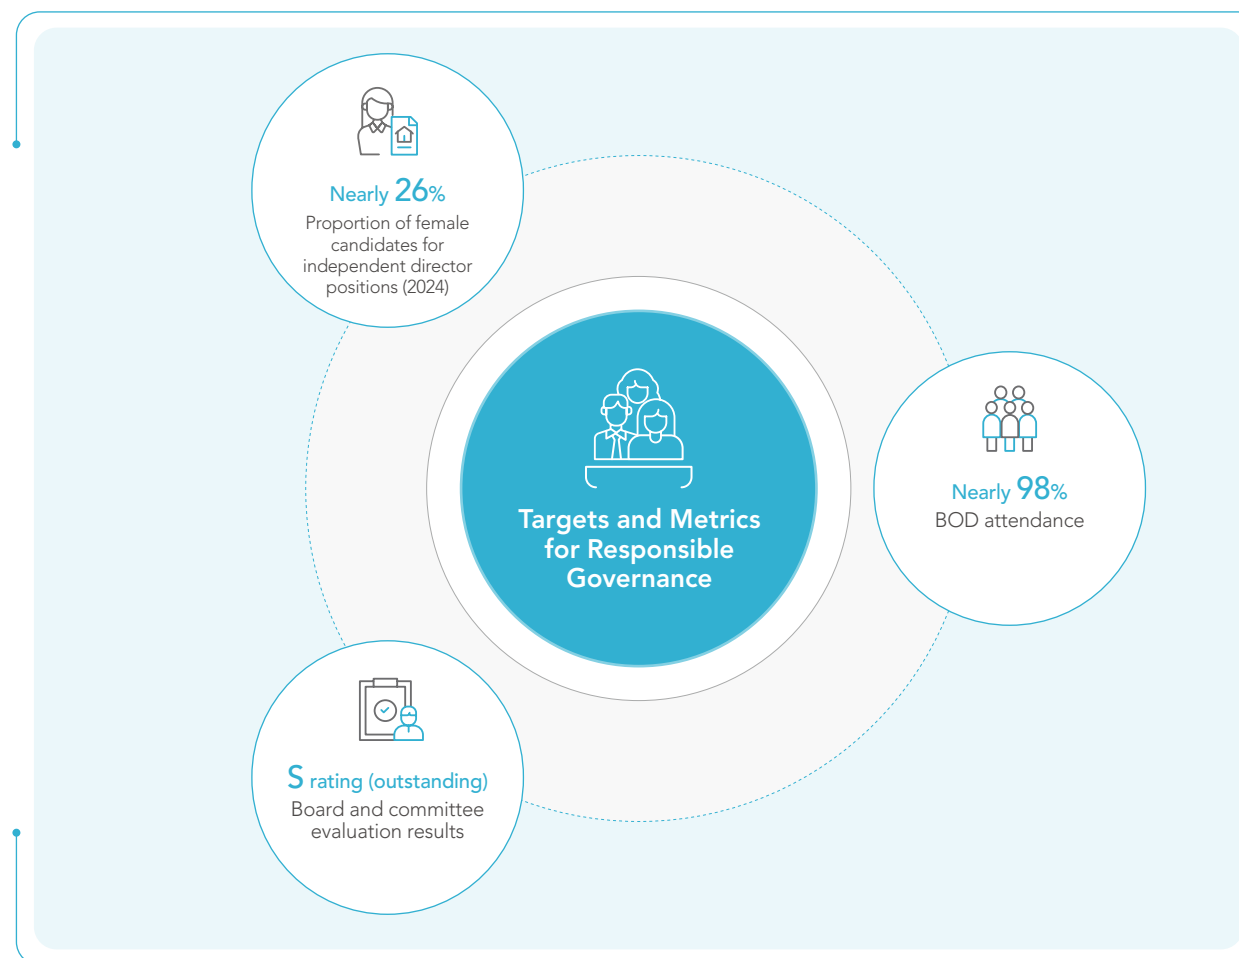 Nearly 26%
Proportion of female
candidates for
independent director
positions (2024)
Targets and Metrics
for Responsible
Governance
Nearly 98%
BOD attendance
S rating (outstanding)
Board and committee
evaluation results